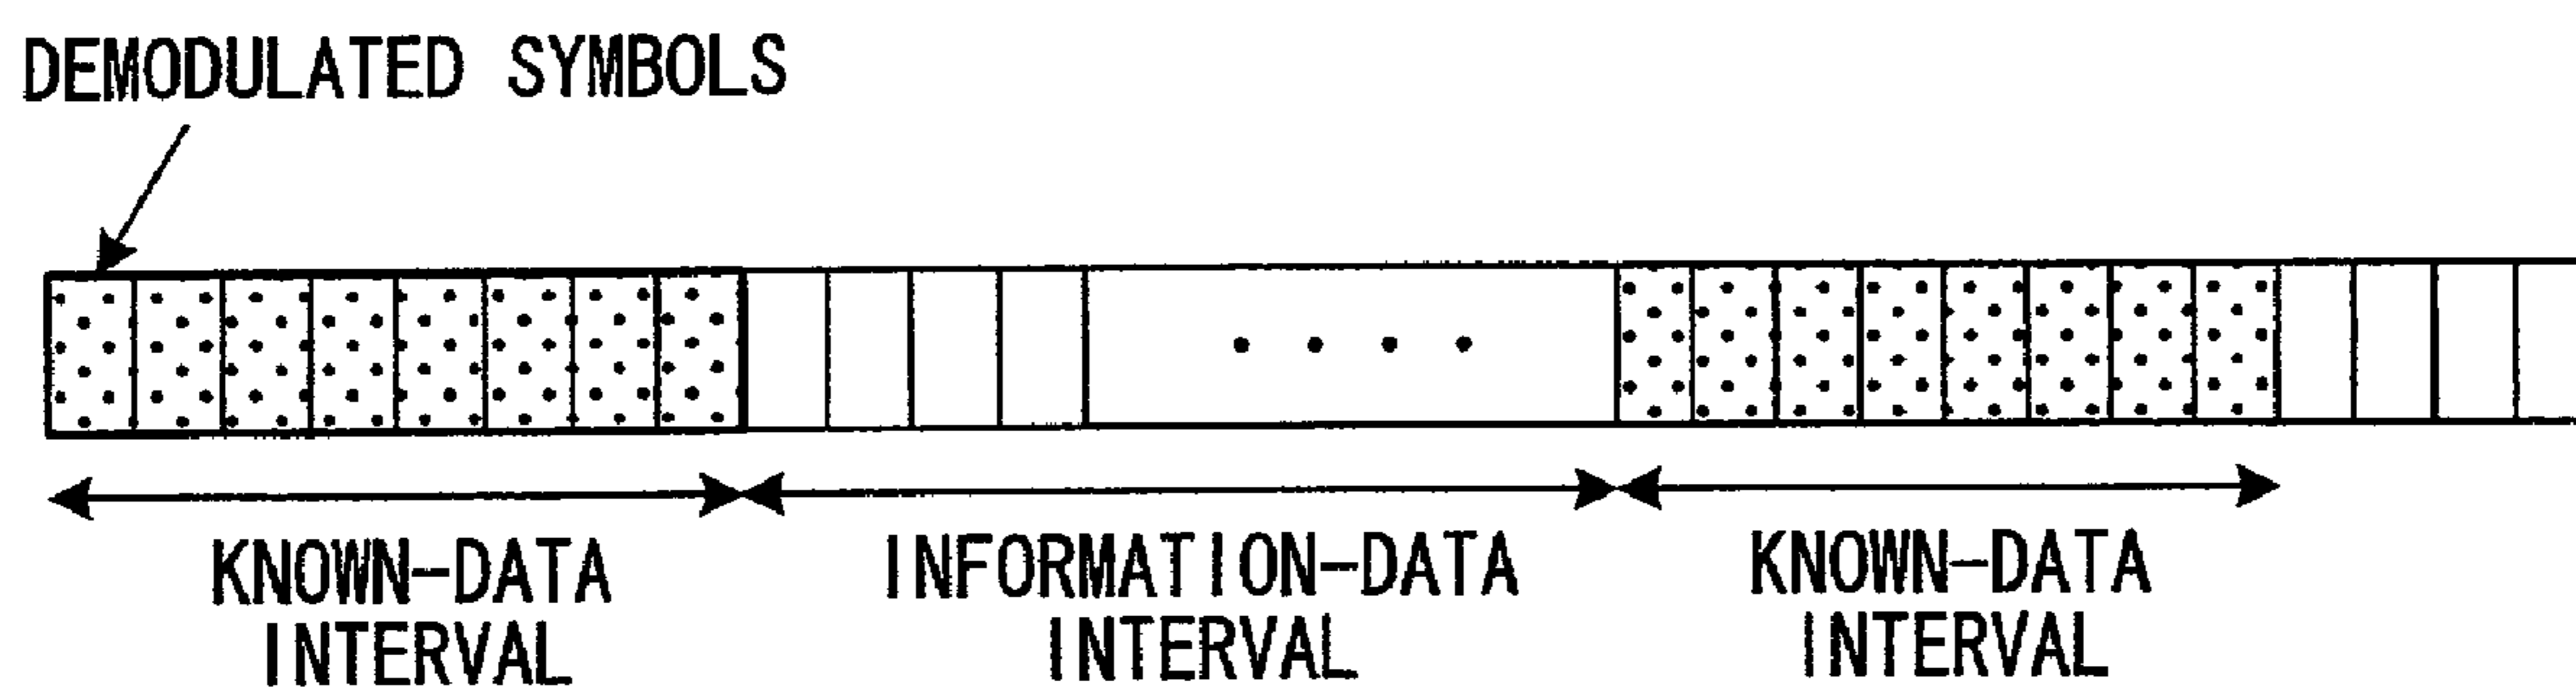 DEMODULATED SYMBOLS
KNOWN-DATA
INTERVAL
INFORMATION-DATA
INTERVAL
KNOWN-DATA
INTERVAL